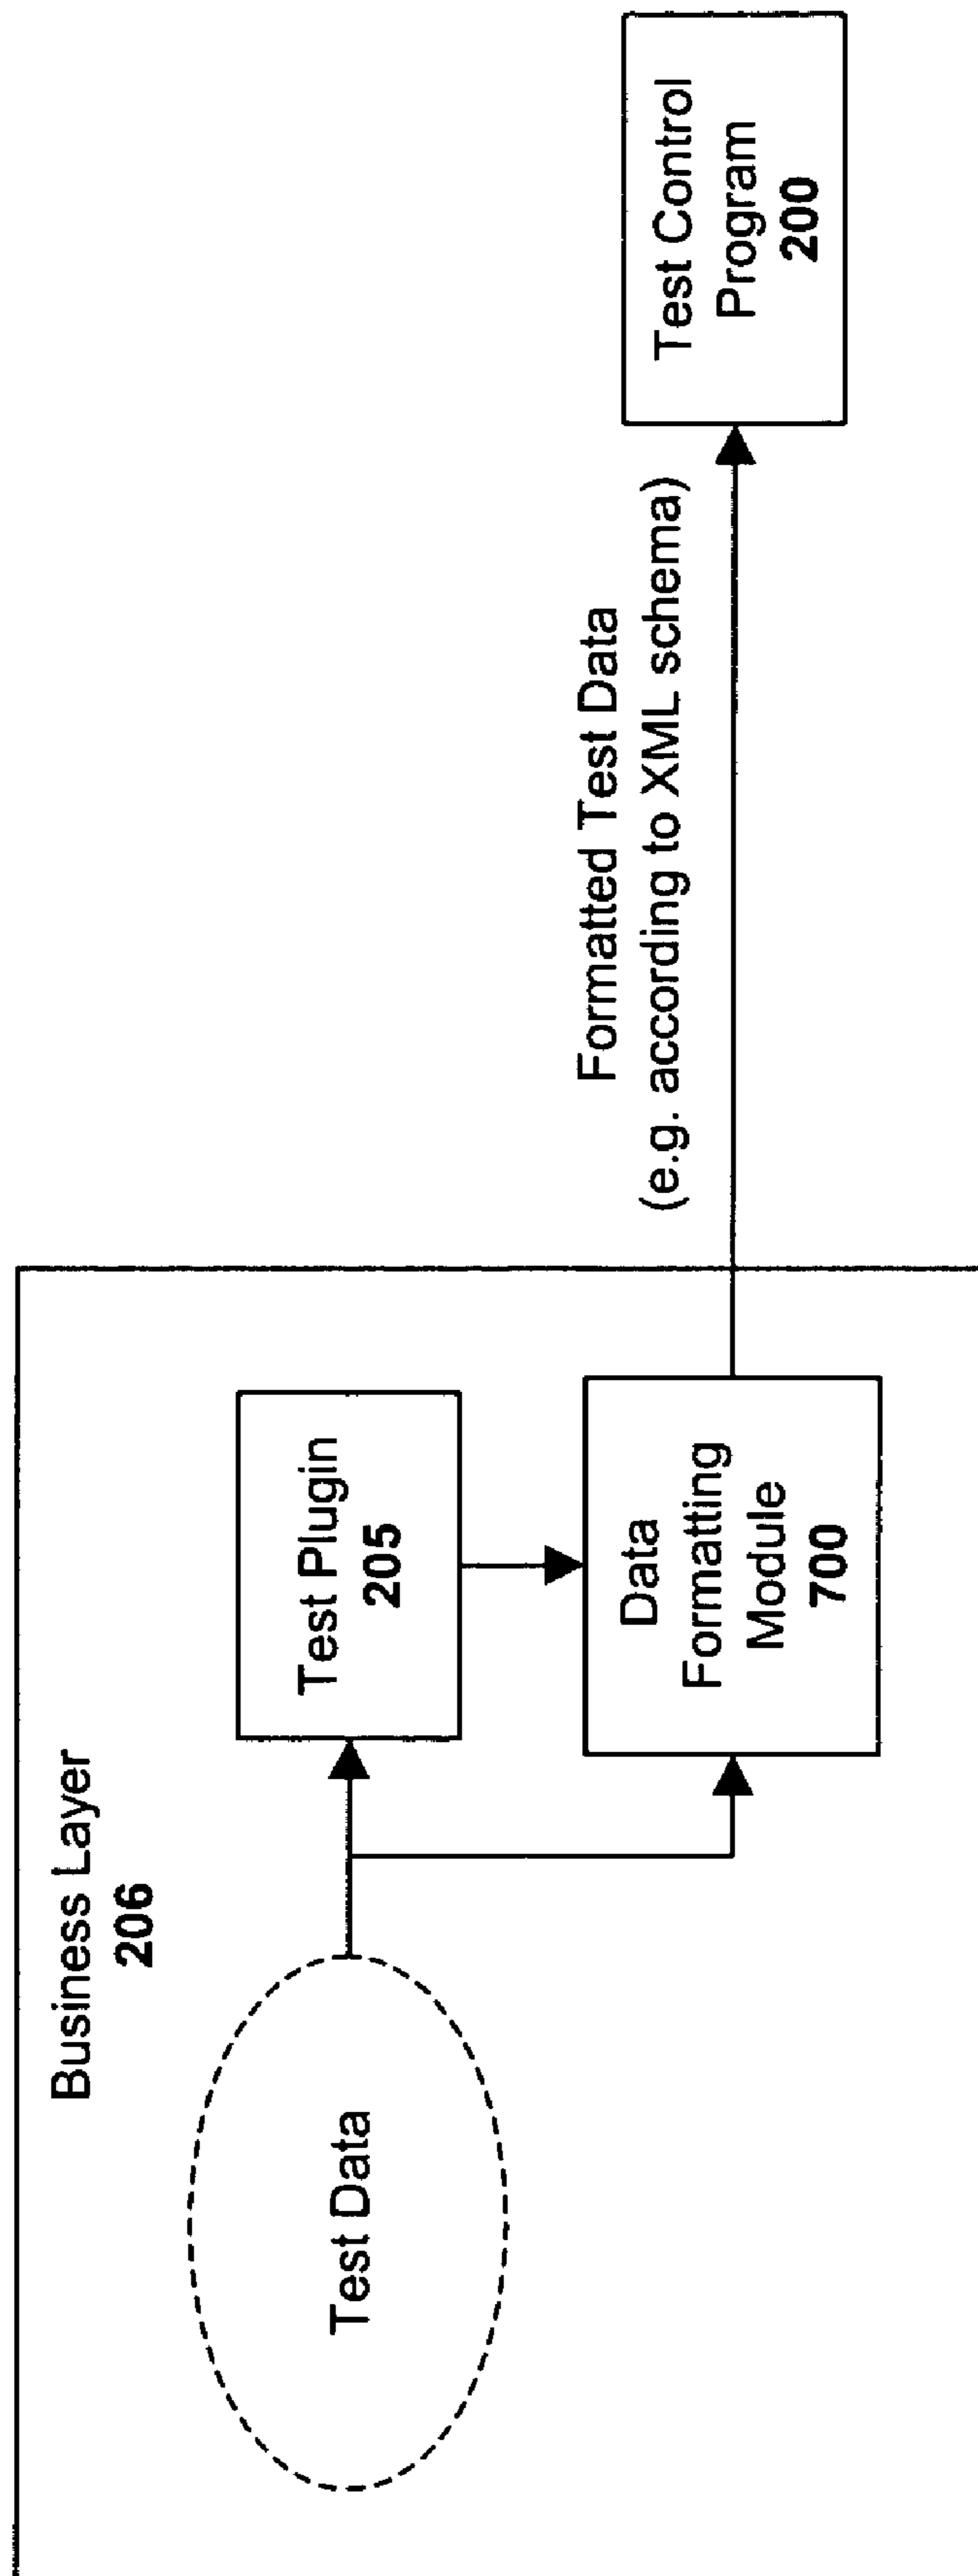 Business Layer
206
Test Data
Test Plugin
205
Data
Formatting
Module
700
Formatted Test Data
(e.g. according to XML schema)
Test Control
Program
200